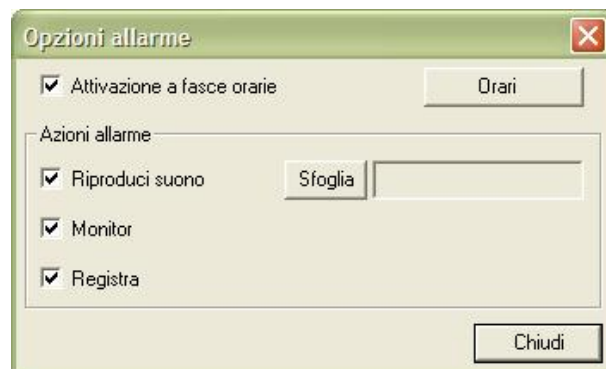 Opzioni allarme
Attivazione a fasce orarie Orari
Azioni allarme
Riproduci suono Sfoglia
Monitor
Registra
Chiudi